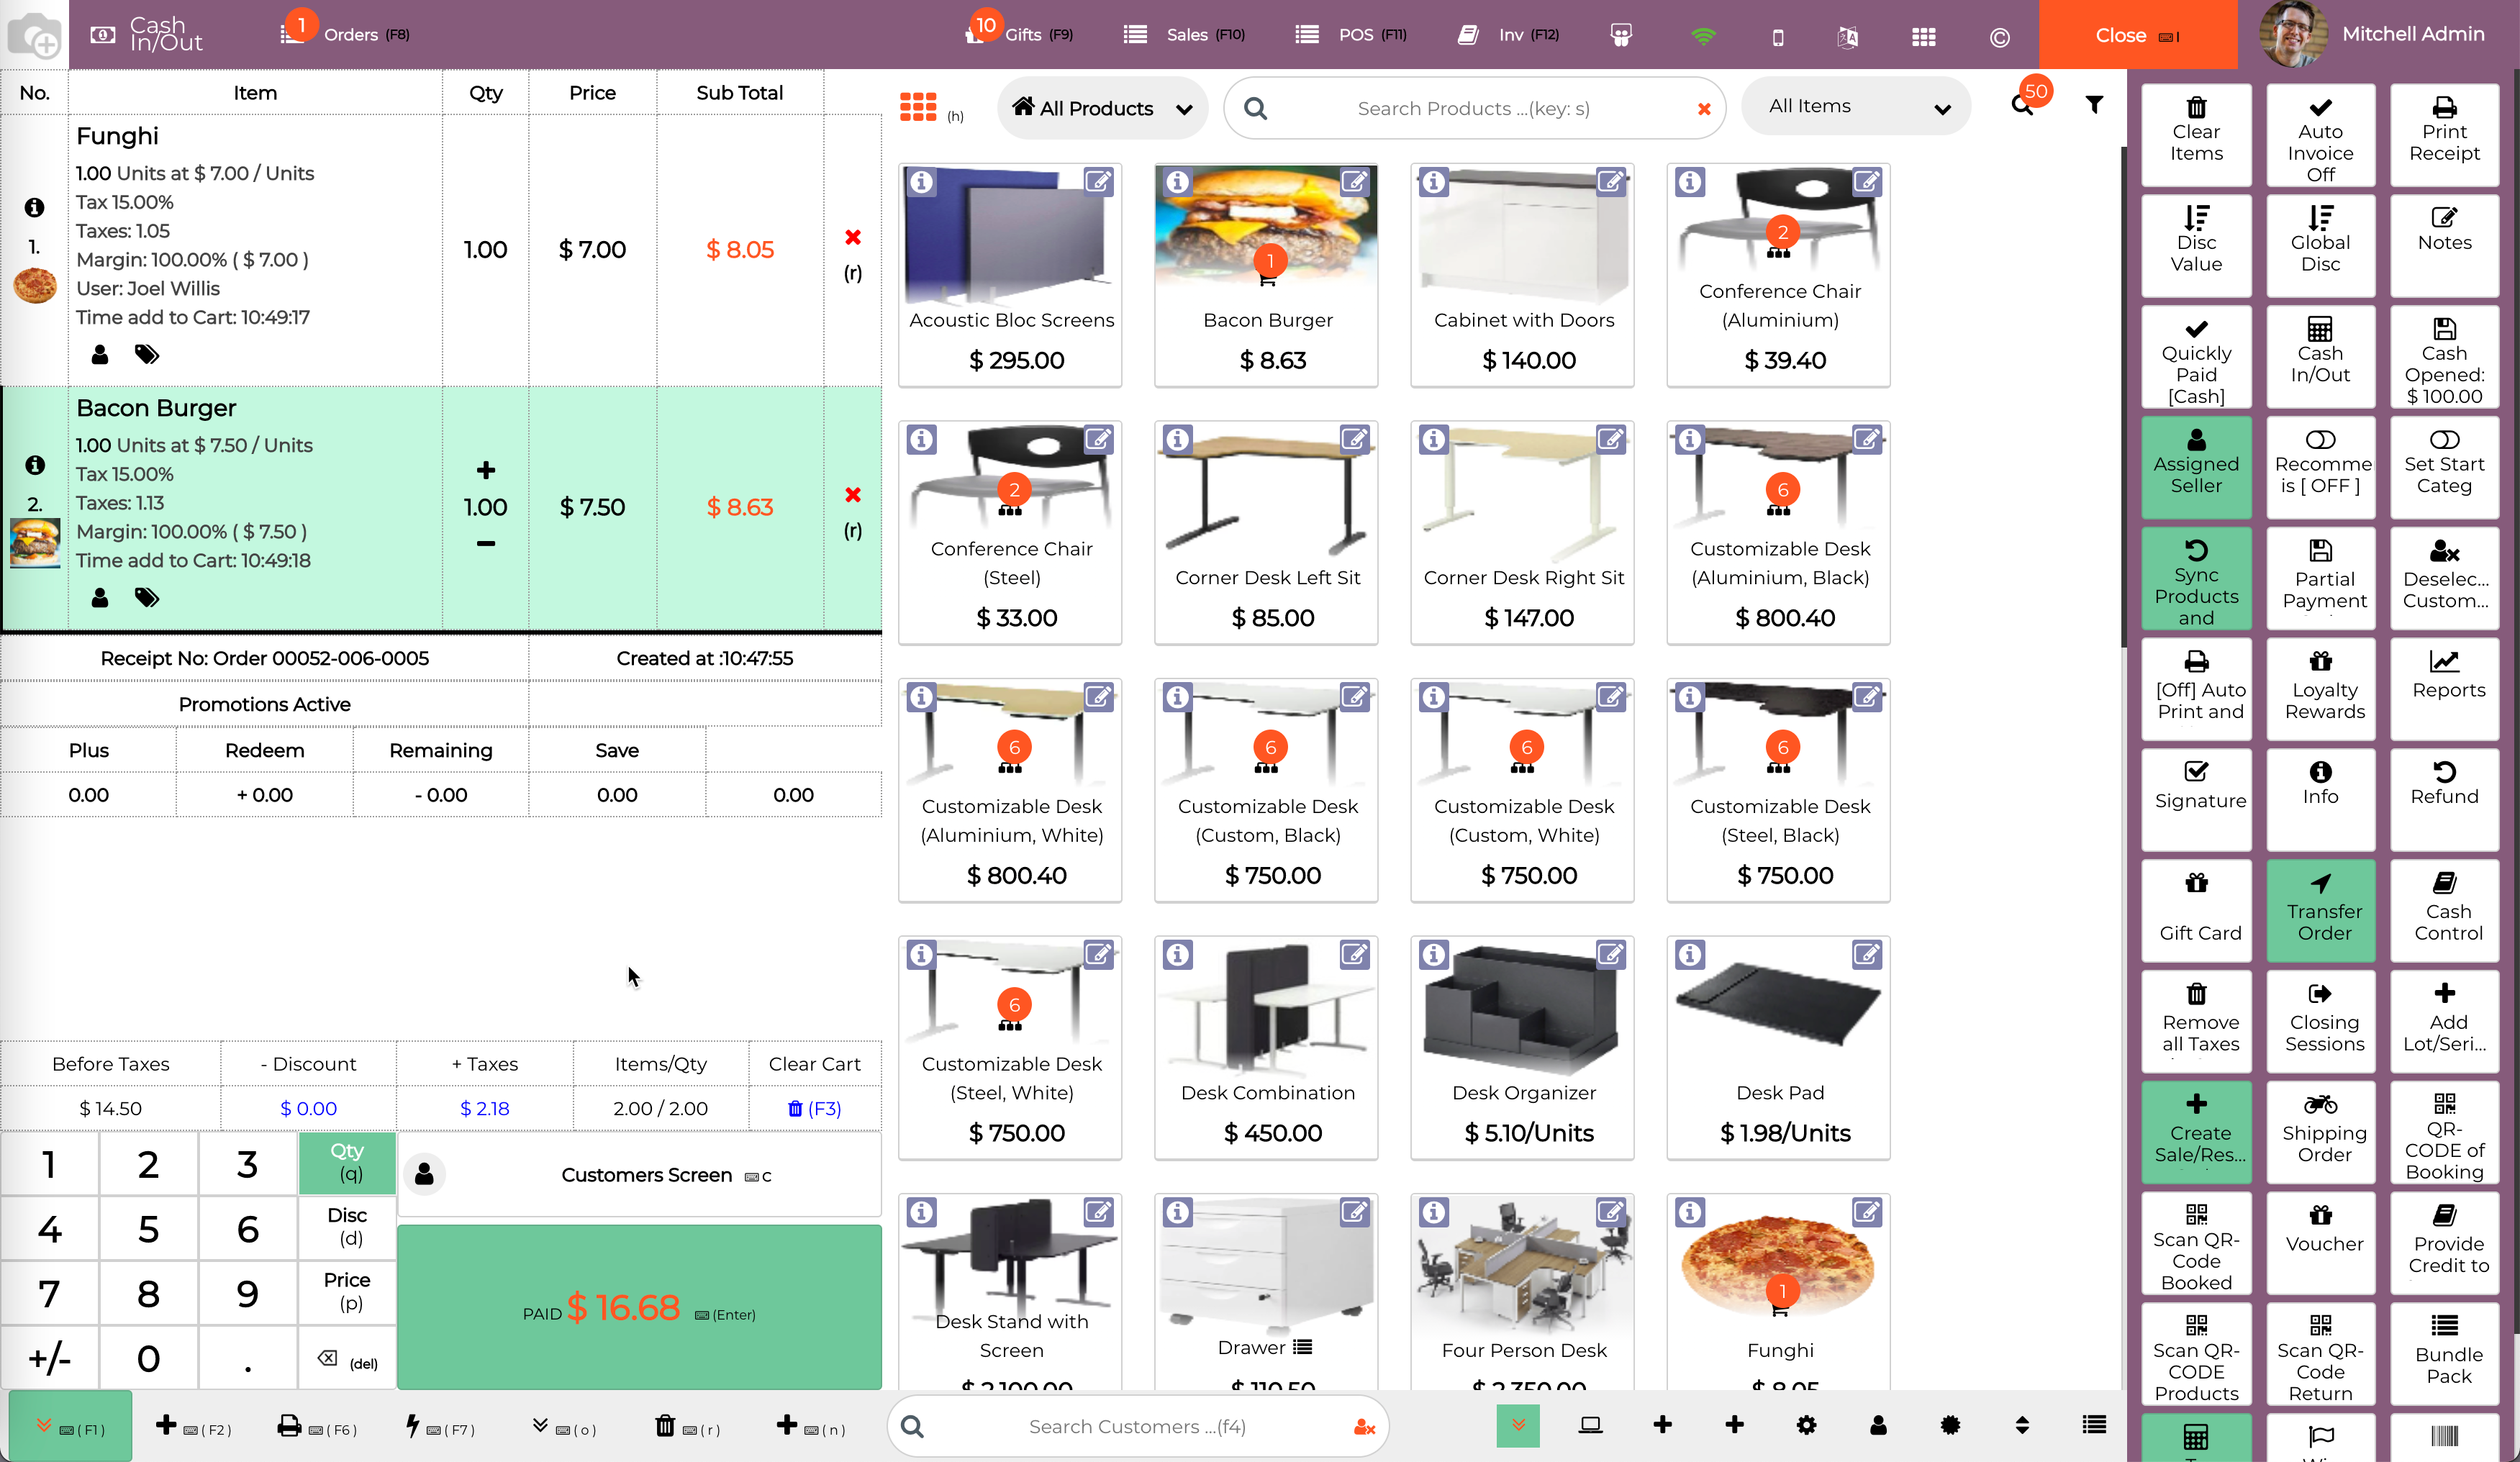 Cash
In/Out
1
Orders (F8)
10
Gifts (F9)
Sales (F10)
POS (F11)
Inv (F12)
Close I
Mitchell Admin
No. Item Qty Price Sub Total
Funghi
1.00 Units at $ 7.00 / Units
Tax 15.00%
Taxes: 1.05
Margin: 100.00% ( $ 7.00 )
User: Joel Willis
Time add to Cart: 10:49:17
1.
1.00
$ 7.00
$ 8.05
(r)
Bacon Burger
1.00 Units at $ 7.50 / Units
Tax 15.00%
Taxes: 1.13
Margin: 100.00% ( $ 7.50 )
Time add to Cart: 10:49:18
2.
1.00
$ 7.50
$ 8.63
(r)
Receipt No: Order 00052-006-0005
Created at :10:47:55
Promotions Active
Plus Redeem Remaining Save
0.00 + 0.00 - 0.00 0.00 0.00
Before Taxes - Discount + Taxes Items/Qty Clear Cart
$ 14.50 $ 0.00 $ 2.18 2.00 / 2.00 (F3)
1 2 3 Qty
(q)
4 5 6 Disc
(d)
7 8 9 Price
(p)
+/- 0 . (del)
Customers Screen c
PAID $ 16.68 (Enter)
( F1 )
( F2 )
( F6 )
( F7 )
( o )
( r )
( n )
(h)
All Products
Search Products ...(key: s)
All Items
50
Acoustic Bloc Screens
$ 295.00
1
Bacon Burger
$ 8.63
Cabinet with Doors
$ 140.00
2
Conference Chair
(Aluminium)
$ 39.40
2
Conference Chair
(Steel)
$ 33.00
Corner Desk Left Sit
$ 85.00
Corner Desk Right Sit
$ 147.00
6
Customizable Desk
(Aluminium, Black)
$ 800.40
6
Customizable Desk
(Aluminium, White)
$ 800.40
6
Customizable Desk
(Custom, Black)
$ 750.00
6
Customizable Desk
(Custom, White)
$ 750.00
6
Customizable Desk
(Steel, Black)
$ 750.00
6
Customizable Desk
(Steel, White)
$ 750.00
Desk Combination
$ 450.00
Desk Organizer
$ 5.10/Units
Desk Pad
$ 1.98/Units
Desk Stand with
Screen
$ 2,100.00
Drawer
$ 110.50
Four Person Desk
$ 2,350.00
1
Funghi
$ 8.05
Search Customers ...(f4)
Clear
Items
Auto
Invoice
Off
Print
Receipt
Disc
Value
Global
Disc
Notes
Quickly
Paid
[Cash]
Cash
In/Out
Cash
Opened:
$ 100.00
Assigned
Seller
Recomme
is [ OFF ]
Set Start
Categ
Sync
Products
and
Partial
Payment
Deselec...
Custom...
[Off] Auto
Print and
Loyalty
Rewards
Reports
Signature
Info
Refund
Gift Card
Transfer
Order
Cash
Control
Remove
all Taxes
Closing
Sessions
Add
Lot/Seri...
Create
Sale/Res...
Shipping
Order
QR-
CODE of
Booking
Scan QR-
Code
Booked
Voucher
Provide
Credit to
Scan QR-
CODE
Products
Scan QR-
Code
Return
Bundle
Pack